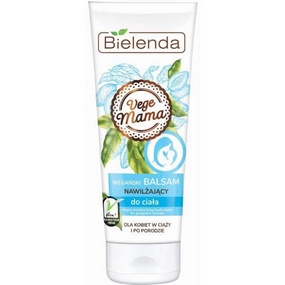 Bielenda
Vege
Mama
WEGAŃSKI BALSAM
NAWILŻAJĄCY
do ciała
DLA KOBIET W CIĄŻY
I PO PORODZIE